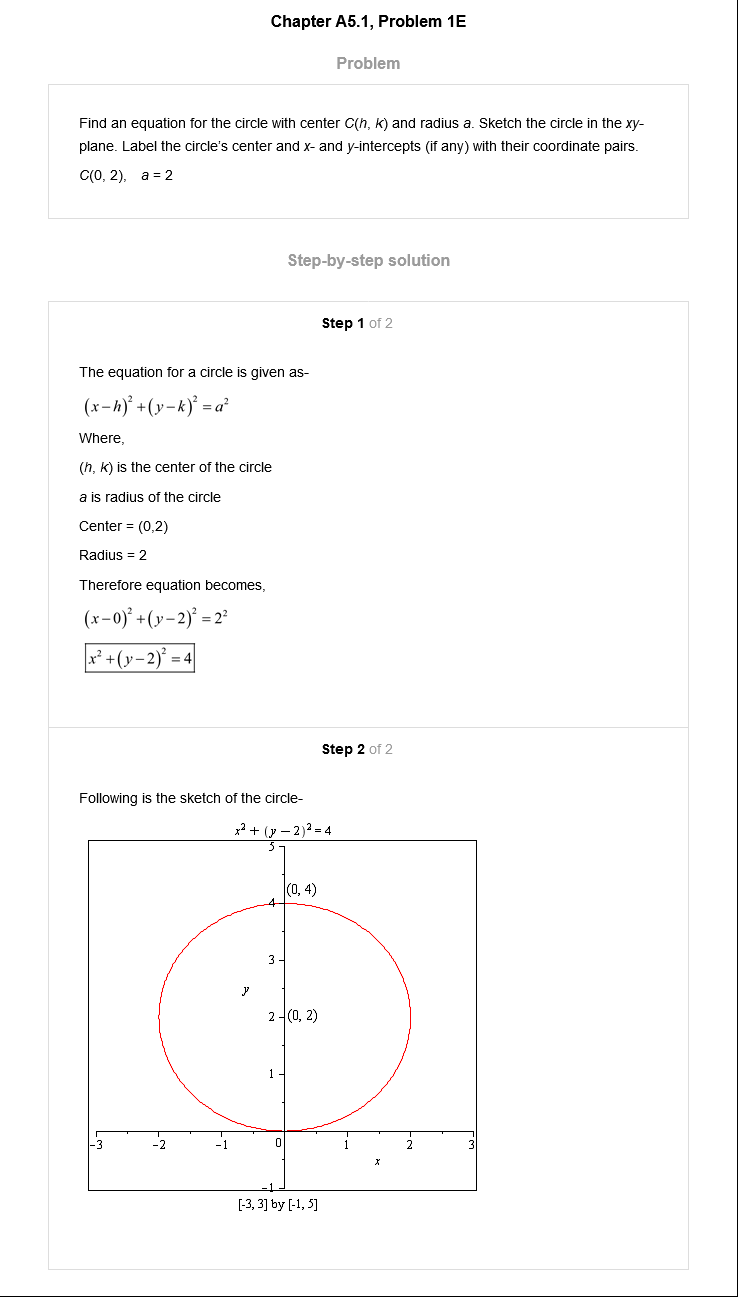 Chapter A5.1, Problem 1E
Problem
Find an equation for the circle with center C(h, k) and radius a. Sketch the circle in the xy-
plane. Label the circle's center and x- and y-intercepts (if any) with their coordinate pairs.
C(0, 2), a = 2
Step-by-step solution
Step 1 of 2
The equation for a circle is given as-
(x−h)² + (y−k)² = a²
Where,
(h, k) is the center of the circle
a is radius of the circle
Center = (0,2)
Radius = 2
Therefore equation becomes,
(x−0)² + (y−2)² = 2²
x² + (y−2)² = 4
Step 2 of 2
Following is the sketch of the circle-
x² + (y − 2)² = 4
5
(0, 4)
4
3
y
2 (0, 2)
1
−3 −2 −1 0 1 2 3
x
−1
[-3, 3] by [-1, 5]